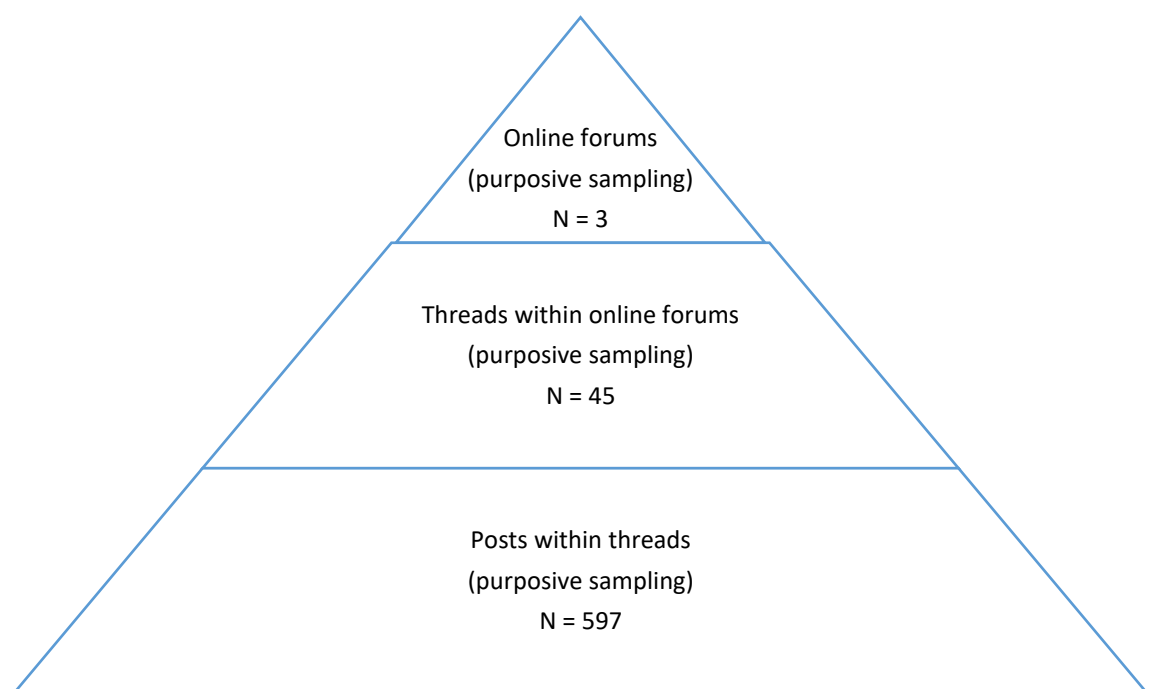 Online forums
(purposive sampling)
N = 3
Threads within online forums
(purposive sampling)
N = 45
Posts within threads
(purposive sampling)
N = 597